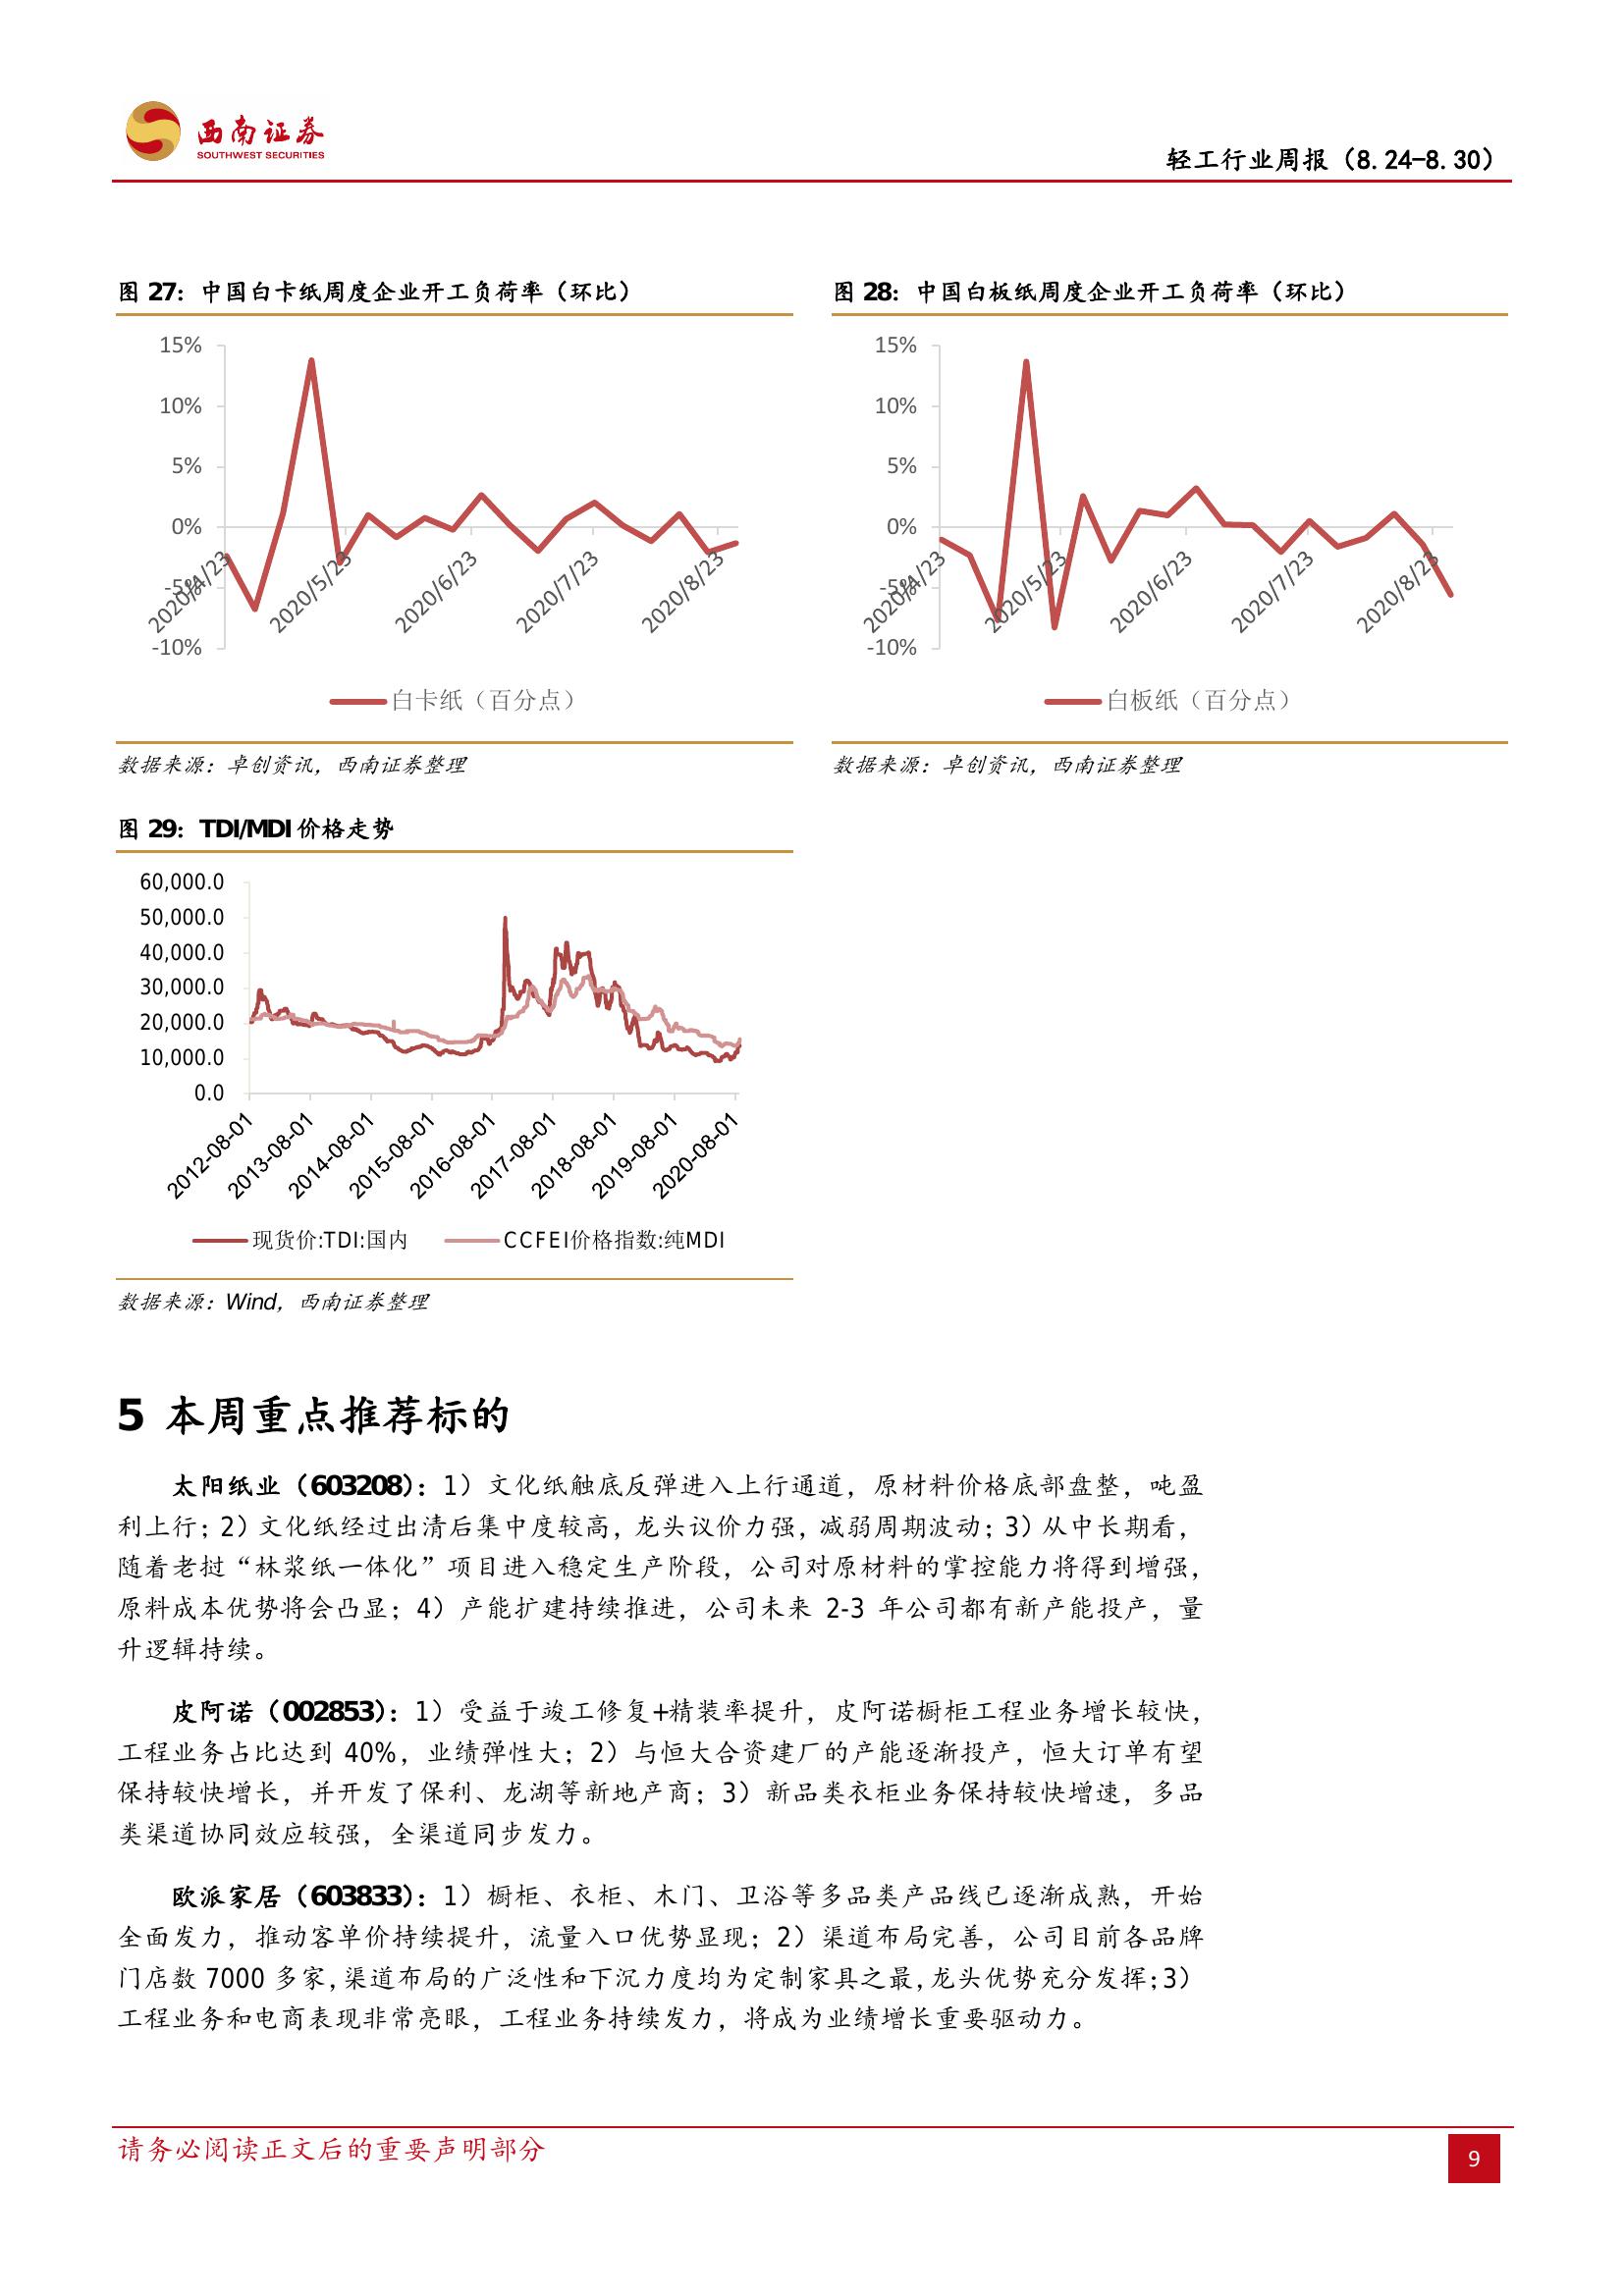 西南证券
SOUTHWEST SECURITIES
轻工行业周报（8.24-8.30）
图 27：中国白卡纸周度企业开工负荷率（环比）
15%
10%
5%
0%
-5%
-10%
2020/4/23
2020/5/23
2020/6/23
2020/7/23
2020/8/23
白卡纸（百分点）
数据来源：卓创资讯，西南证券整理
图 28：中国白板纸周度企业开工负荷率（环比）
15%
10%
5%
0%
-5%
-10%
2020/4/23
2020/5/23
2020/6/23
2020/7/23
2020/8/23
白板纸（百分点）
数据来源：卓创资讯，西南证券整理
图 29：TDI/MDI 价格走势
60,000.0
50,000.0
40,000.0
30,000.0
20,000.0
10,000.0
0.0
2012-08-01
2013-08-01
2014-08-01
2015-08-01
2016-08-01
2017-08-01
2018-08-01
2019-08-01
2020-08-01
现货价:TDI:国内
CCFEI价格指数:纯MDI
数据来源：Wind，西南证券整理
5 本周重点推荐标的
太阳纸业（603208）：1）文化纸触底反弹进入上行通道，原材料价格底部盘整，吨盈
利上行；2）文化纸经过出清后集中度较高，龙头议价力强，减弱周期波动；3）从中长期看，
随着老挝“林浆纸一体化”项目进入稳定生产阶段，公司对原材料的掌控能力将得到增强，
原料成本优势将会凸显；4）产能扩建持续推进，公司未来 2-3 年公司都有新产能投产，量
升逻辑持续。
皮阿诺（002853）：1）受益于竣工修复+精装率提升，皮阿诺橱柜工程业务增长较快，
工程业务占比达到 40%，业绩弹性大；2）与恒大合资建厂的产能逐渐投产，恒大订单有望
保持较快增长，并开发了保利、龙湖等新地产商；3）新品类衣柜业务保持较快增速，多品
类渠道协同效应较强，全渠道同步发力。
欧派家居（603833）：1）橱柜、衣柜、木门、卫浴等多品类产品线已逐渐成熟，开始
全面发力，推动客单价持续提升，流量入口优势显现；2）渠道布局完善，公司目前各品牌
门店数 7000 多家，渠道布局的广泛性和下沉力度均为定制家具之最，龙头优势充分发挥；3）
工程业务和电商表现非常亮眼，工程业务持续发力，将成为业绩增长重要驱动力。
请务必阅读正文后的重要声明部分
9